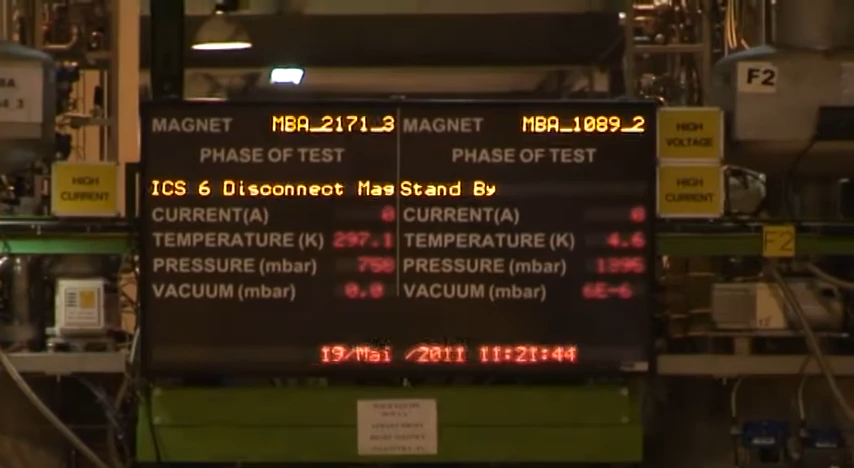 MAGNET MBA_2171_3
PHASE OF TEST
ICS 6 Disconnect Mag
CURRENT(A) 0
TEMPERATURE (K) 297.1
PRESSURE (mbar) 758
VACUUM (mbar) 0.0
MAGNET MBA_1089_2
PHASE OF TEST
Stand By
CURRENT(A) 0
TEMPERATURE (K) 4.6
PRESSURE (mbar) 1395
VACUUM (mbar) 6E-6
19/Mai /2011 11:21:44
HIGH
CURRENT
HIGH
VOLTAGE
HIGH
CURRENT
F2
F2